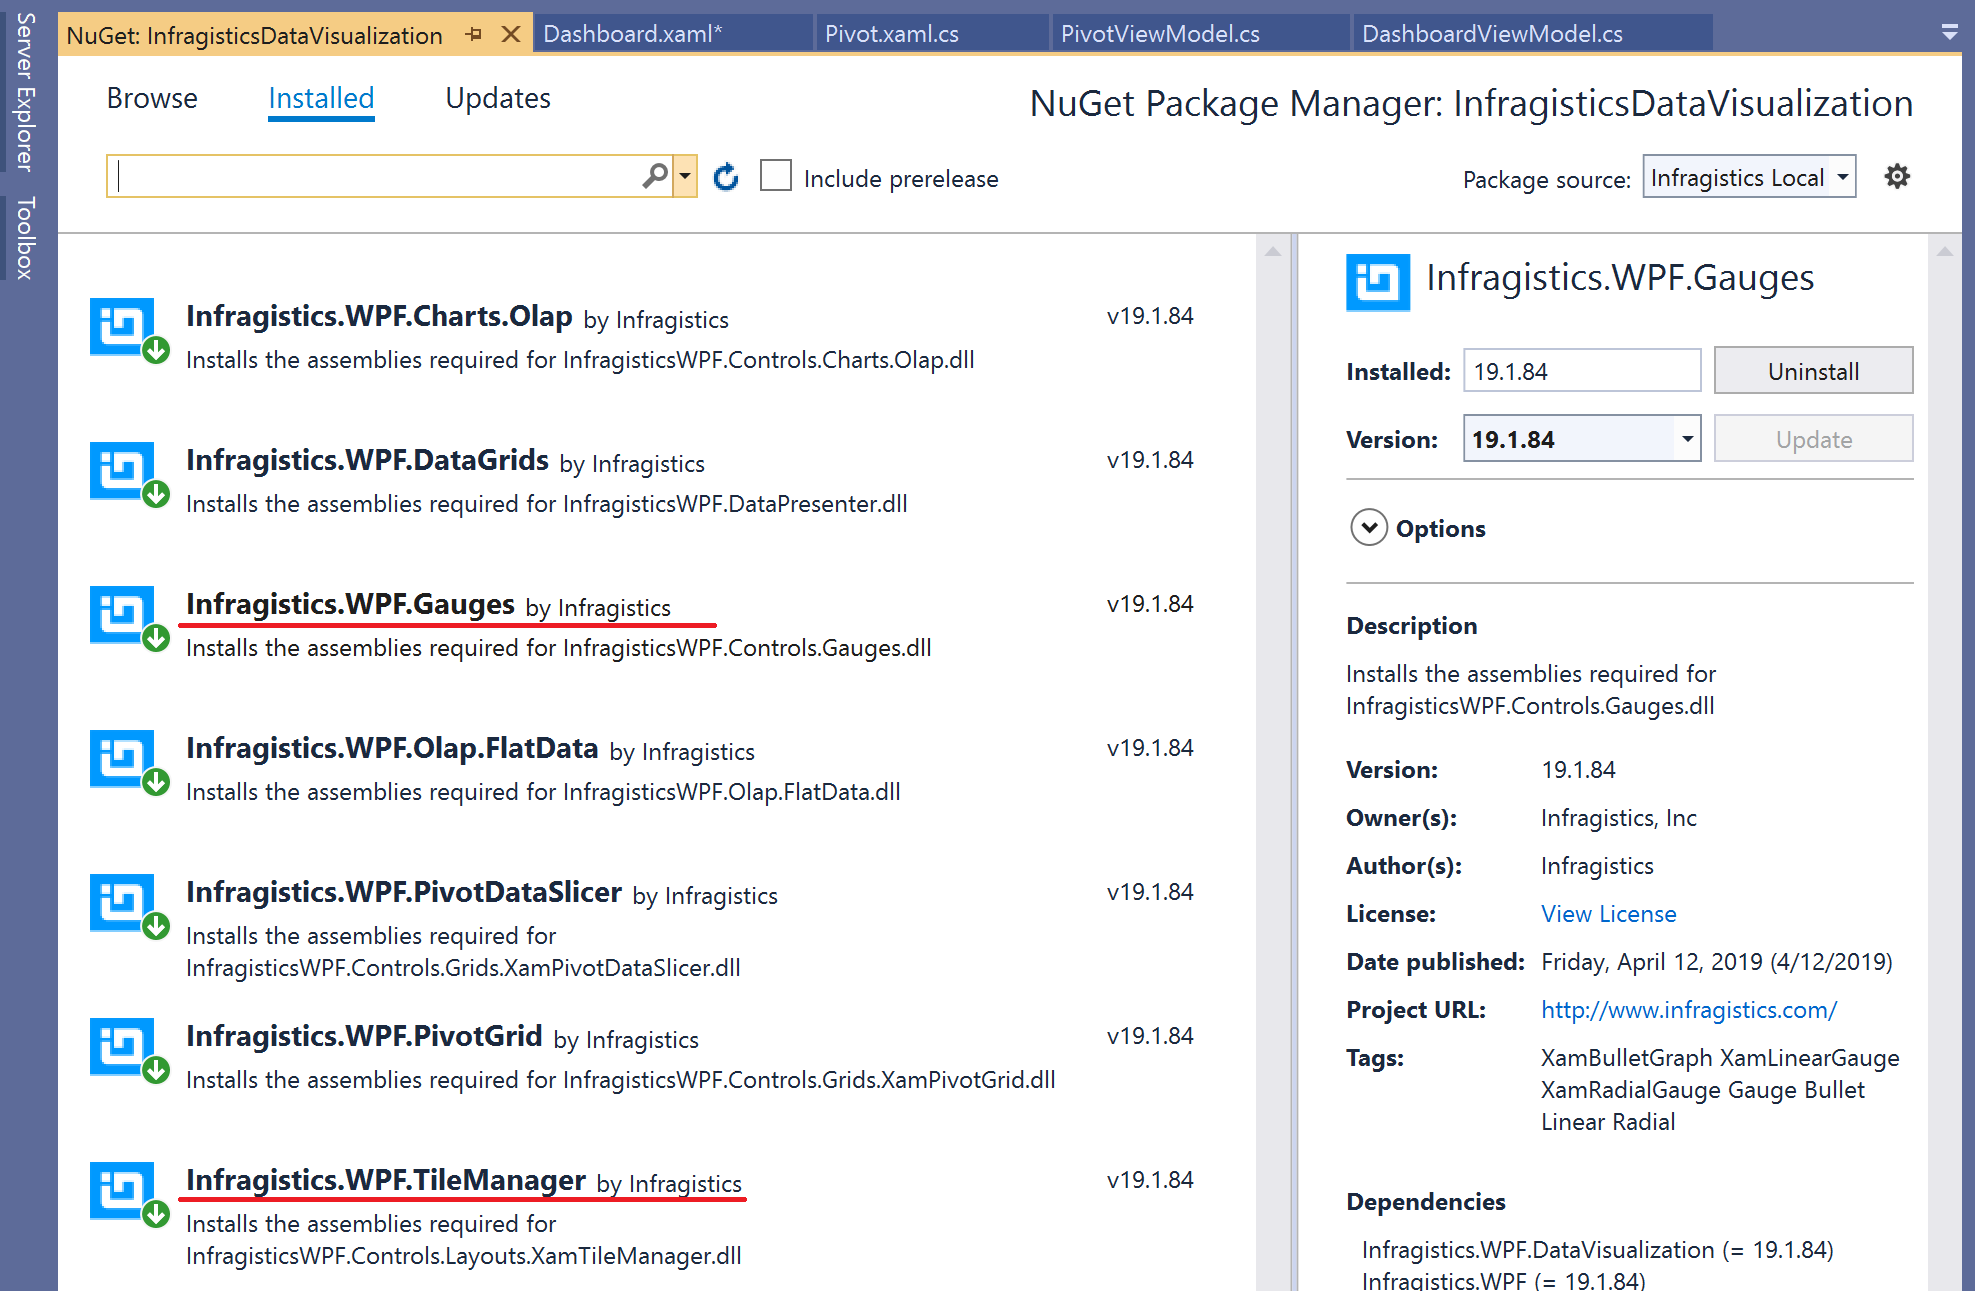 Server Explorer
Toolbox
NuGet: InfragisticsDataVisualization
Dashboard.xaml*
Pivot.xaml.cs
PivotViewModel.cs
DashboardViewModel.cs
Browse
Installed
Updates
NuGet Package Manager: InfragisticsDataVisualization
Include prerelease
Package source:
Infragistics Local
Infragistics.WPF.Charts.Olap by Infragistics
v19.1.84
Installs the assemblies required for InfragisticsWPF.Controls.Charts.Olap.dll
Infragistics.WPF.DataGrids by Infragistics
v19.1.84
Installs the assemblies required for InfragisticsWPF.DataPresenter.dll
Infragistics.WPF.Gauges by Infragistics
v19.1.84
Installs the assemblies required for InfragisticsWPF.Controls.Gauges.dll
Infragistics.WPF.Olap.FlatData by Infragistics
v19.1.84
Installs the assemblies required for InfragisticsWPF.Olap.FlatData.dll
Infragistics.WPF.PivotDataSlicer by Infragistics
v19.1.84
Installs the assemblies required for
InfragisticsWPF.Controls.Grids.XamPivotDataSlicer.dll
Infragistics.WPF.PivotGrid by Infragistics
v19.1.84
Installs the assemblies required for InfragisticsWPF.Controls.Grids.XamPivotGrid.dll
Infragistics.WPF.TileManager by Infragistics
v19.1.84
Installs the assemblies required for
InfragisticsWPF.Controls.Layouts.XamTileManager.dll
Infragistics.WPF.Gauges
Installed: 19.1.84 Uninstall
Version: 19.1.84 Update
Options
Description
Installs the assemblies required for
InfragisticsWPF.Controls.Gauges.dll
Version: 19.1.84
Owner(s): Infragistics, Inc
Author(s): Infragistics
License: View License
Date published: Friday, April 12, 2019 (4/12/2019)
Project URL: http://www.infragistics.com/
Tags: XamBulletGraph XamLinearGauge
XamRadialGauge Gauge Bullet
Linear Radial
Dependencies
Infragistics.WPF.DataVisualization (= 19.1.84)
Infragistics.WPF (= 19.1.84)